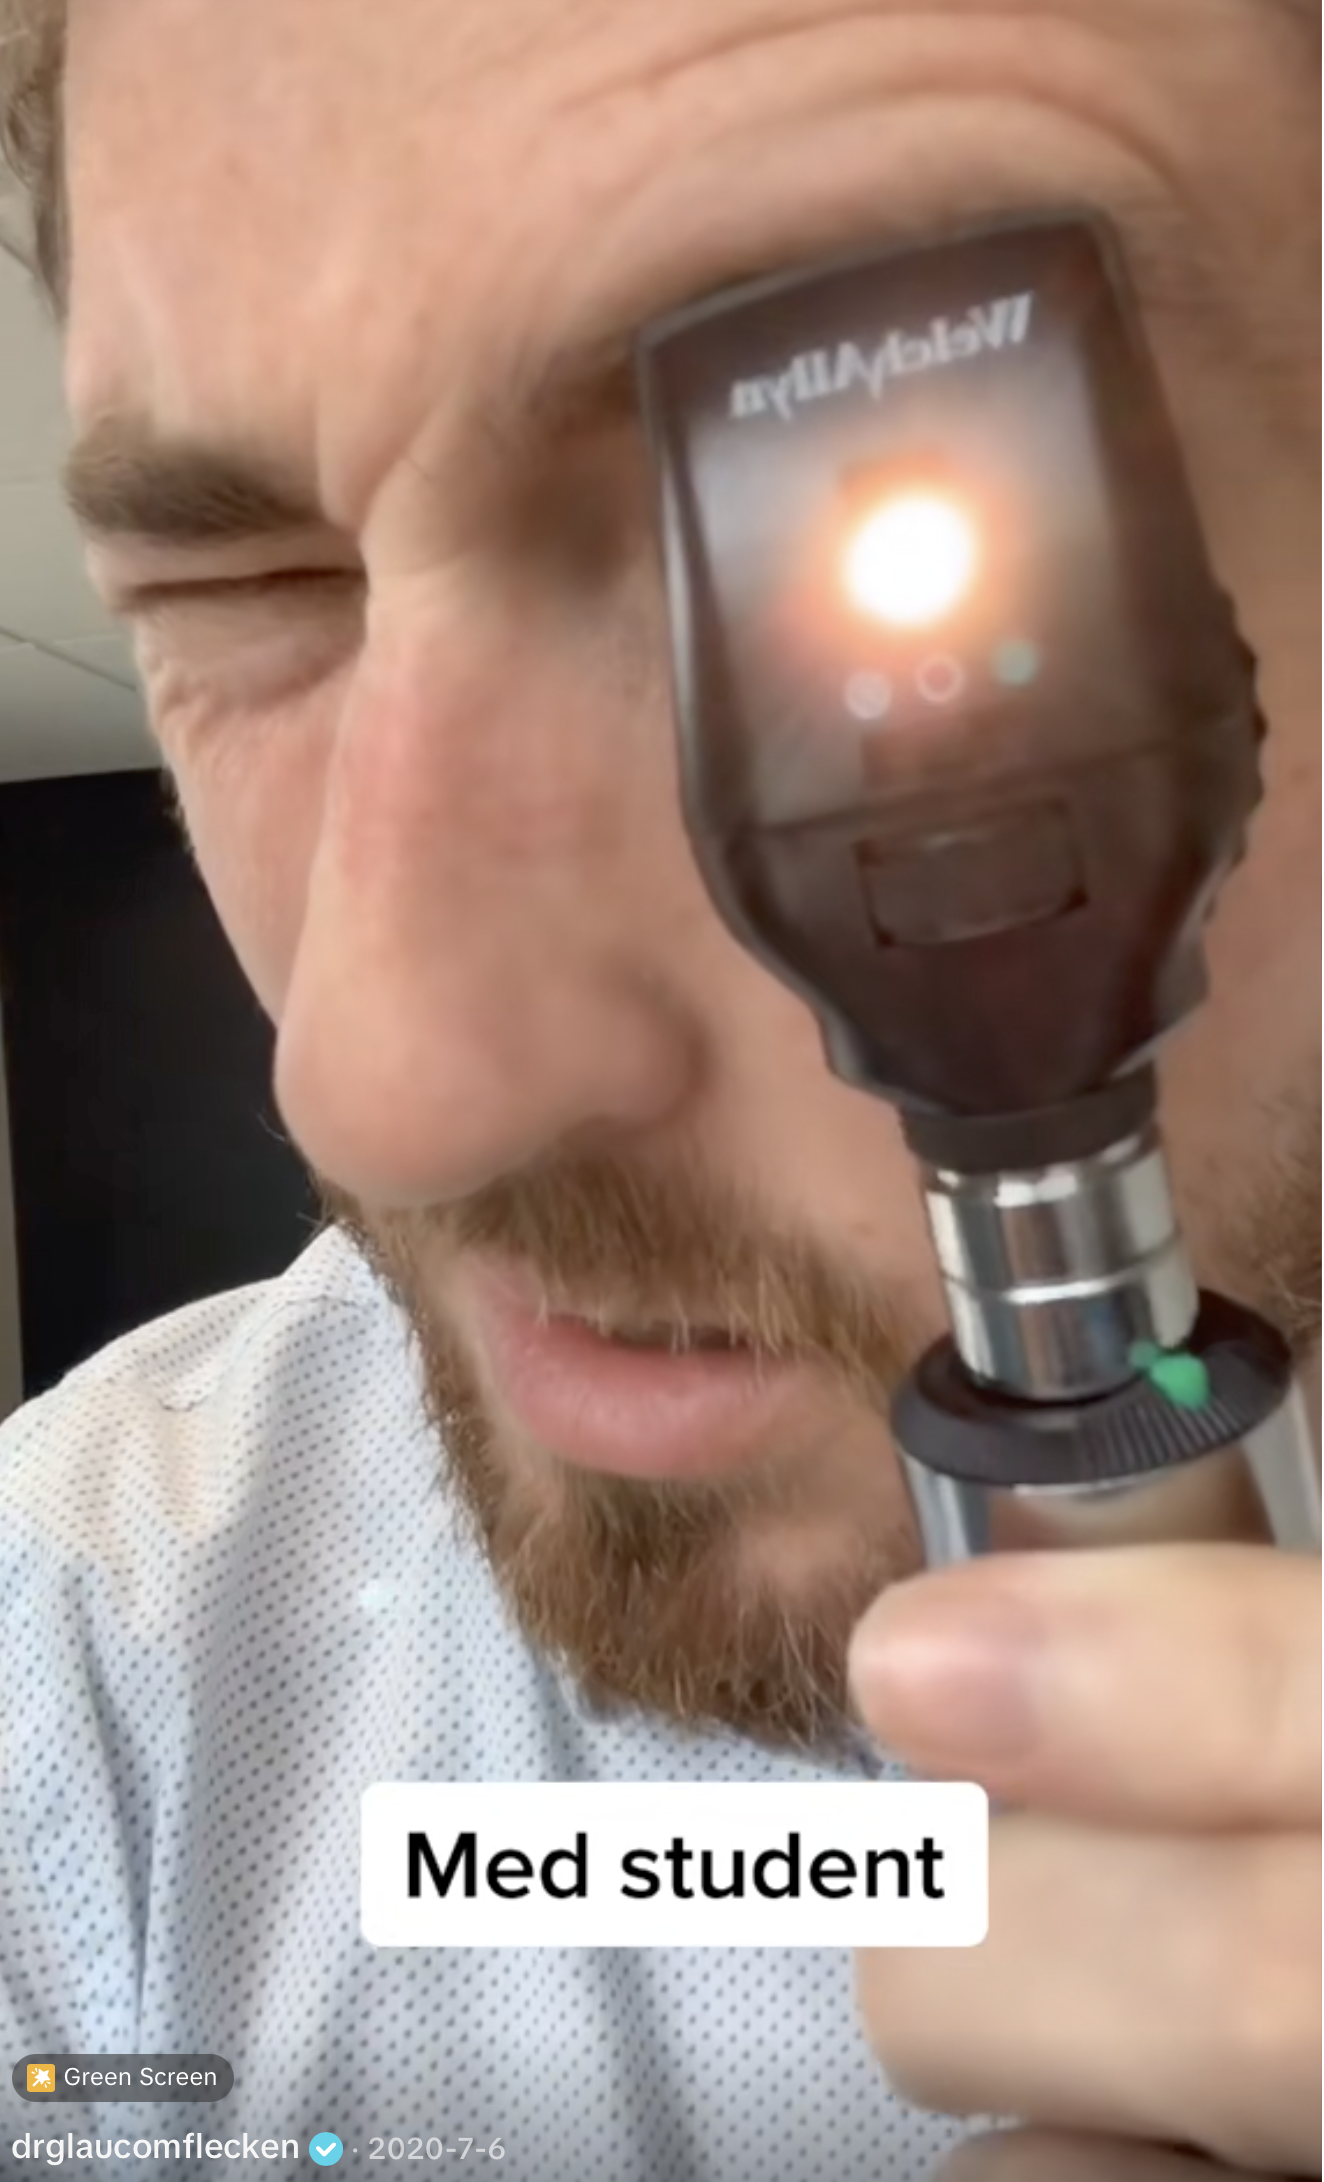 WelchAllyn
Med student
Green Screen
drglaucomflecken · 2020-7-6